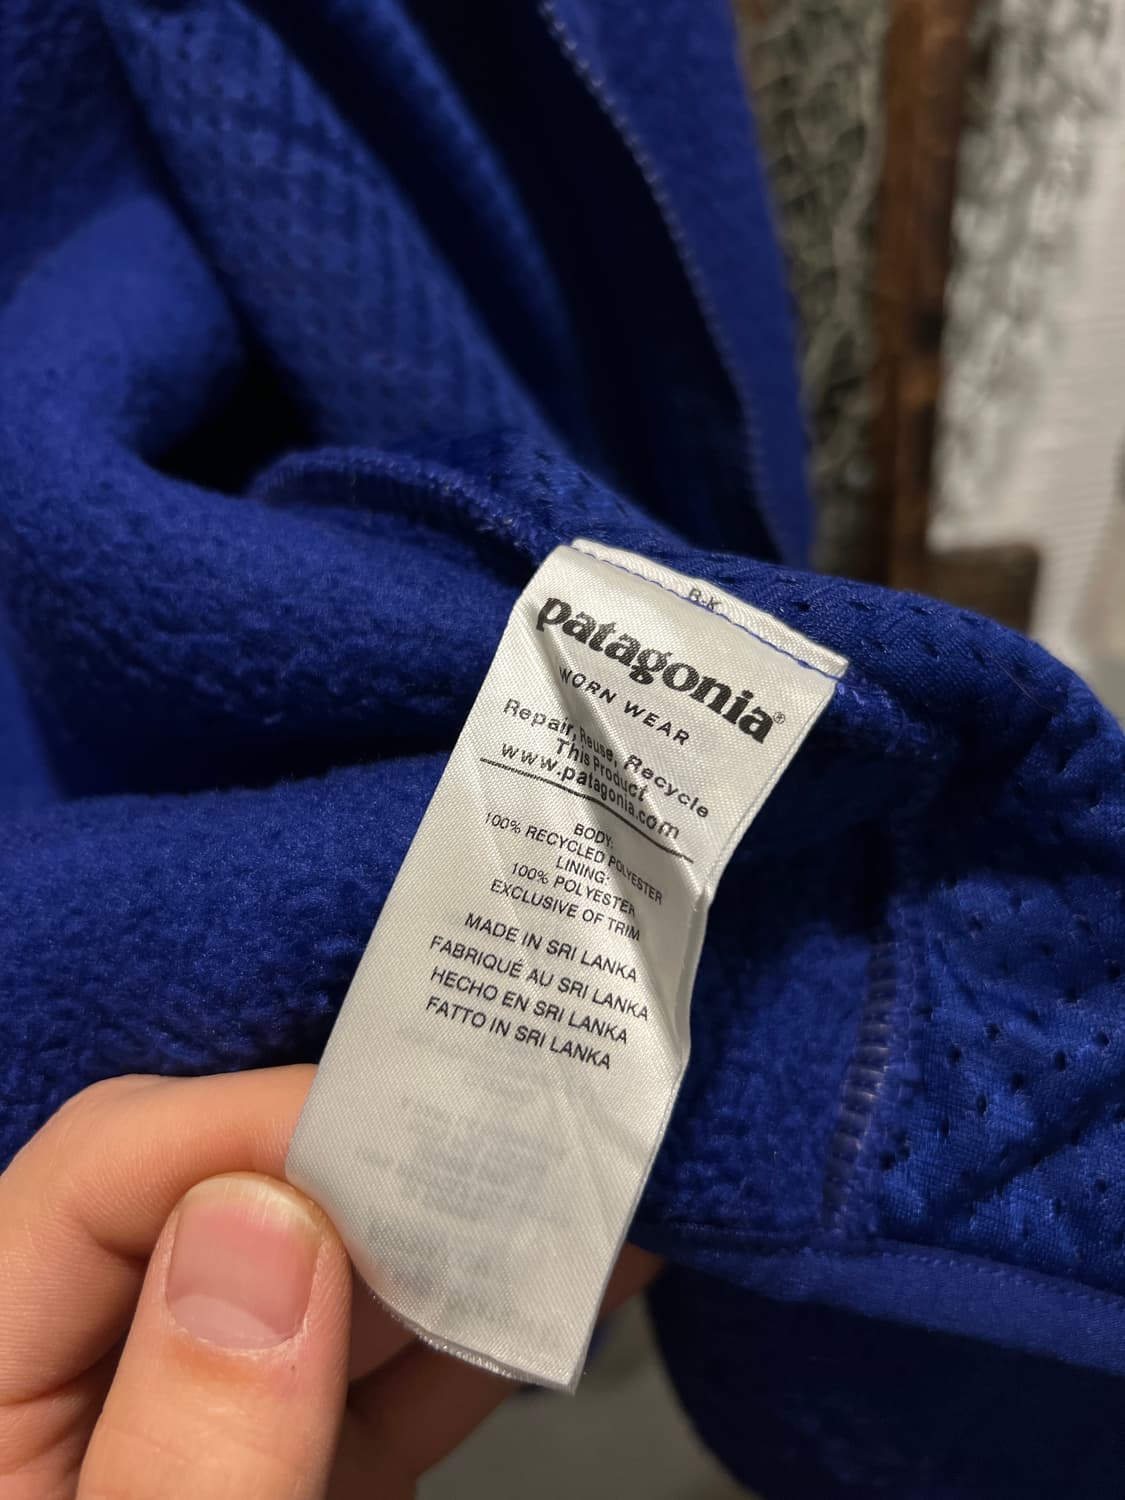 R-K
patagonia®
WORN WEAR
Repair, Reuse, Recycle
This Product
www.patagonia.com
BODY:
100% RECYCLED POLYESTER
LINING:
100% POLYESTER
EXCLUSIVE OF TRIM
MADE IN SRI LANKA
FABRIQUÉ AU SRI LANKA
HECHO EN SRI LANKA
FATTO IN SRI LANKA